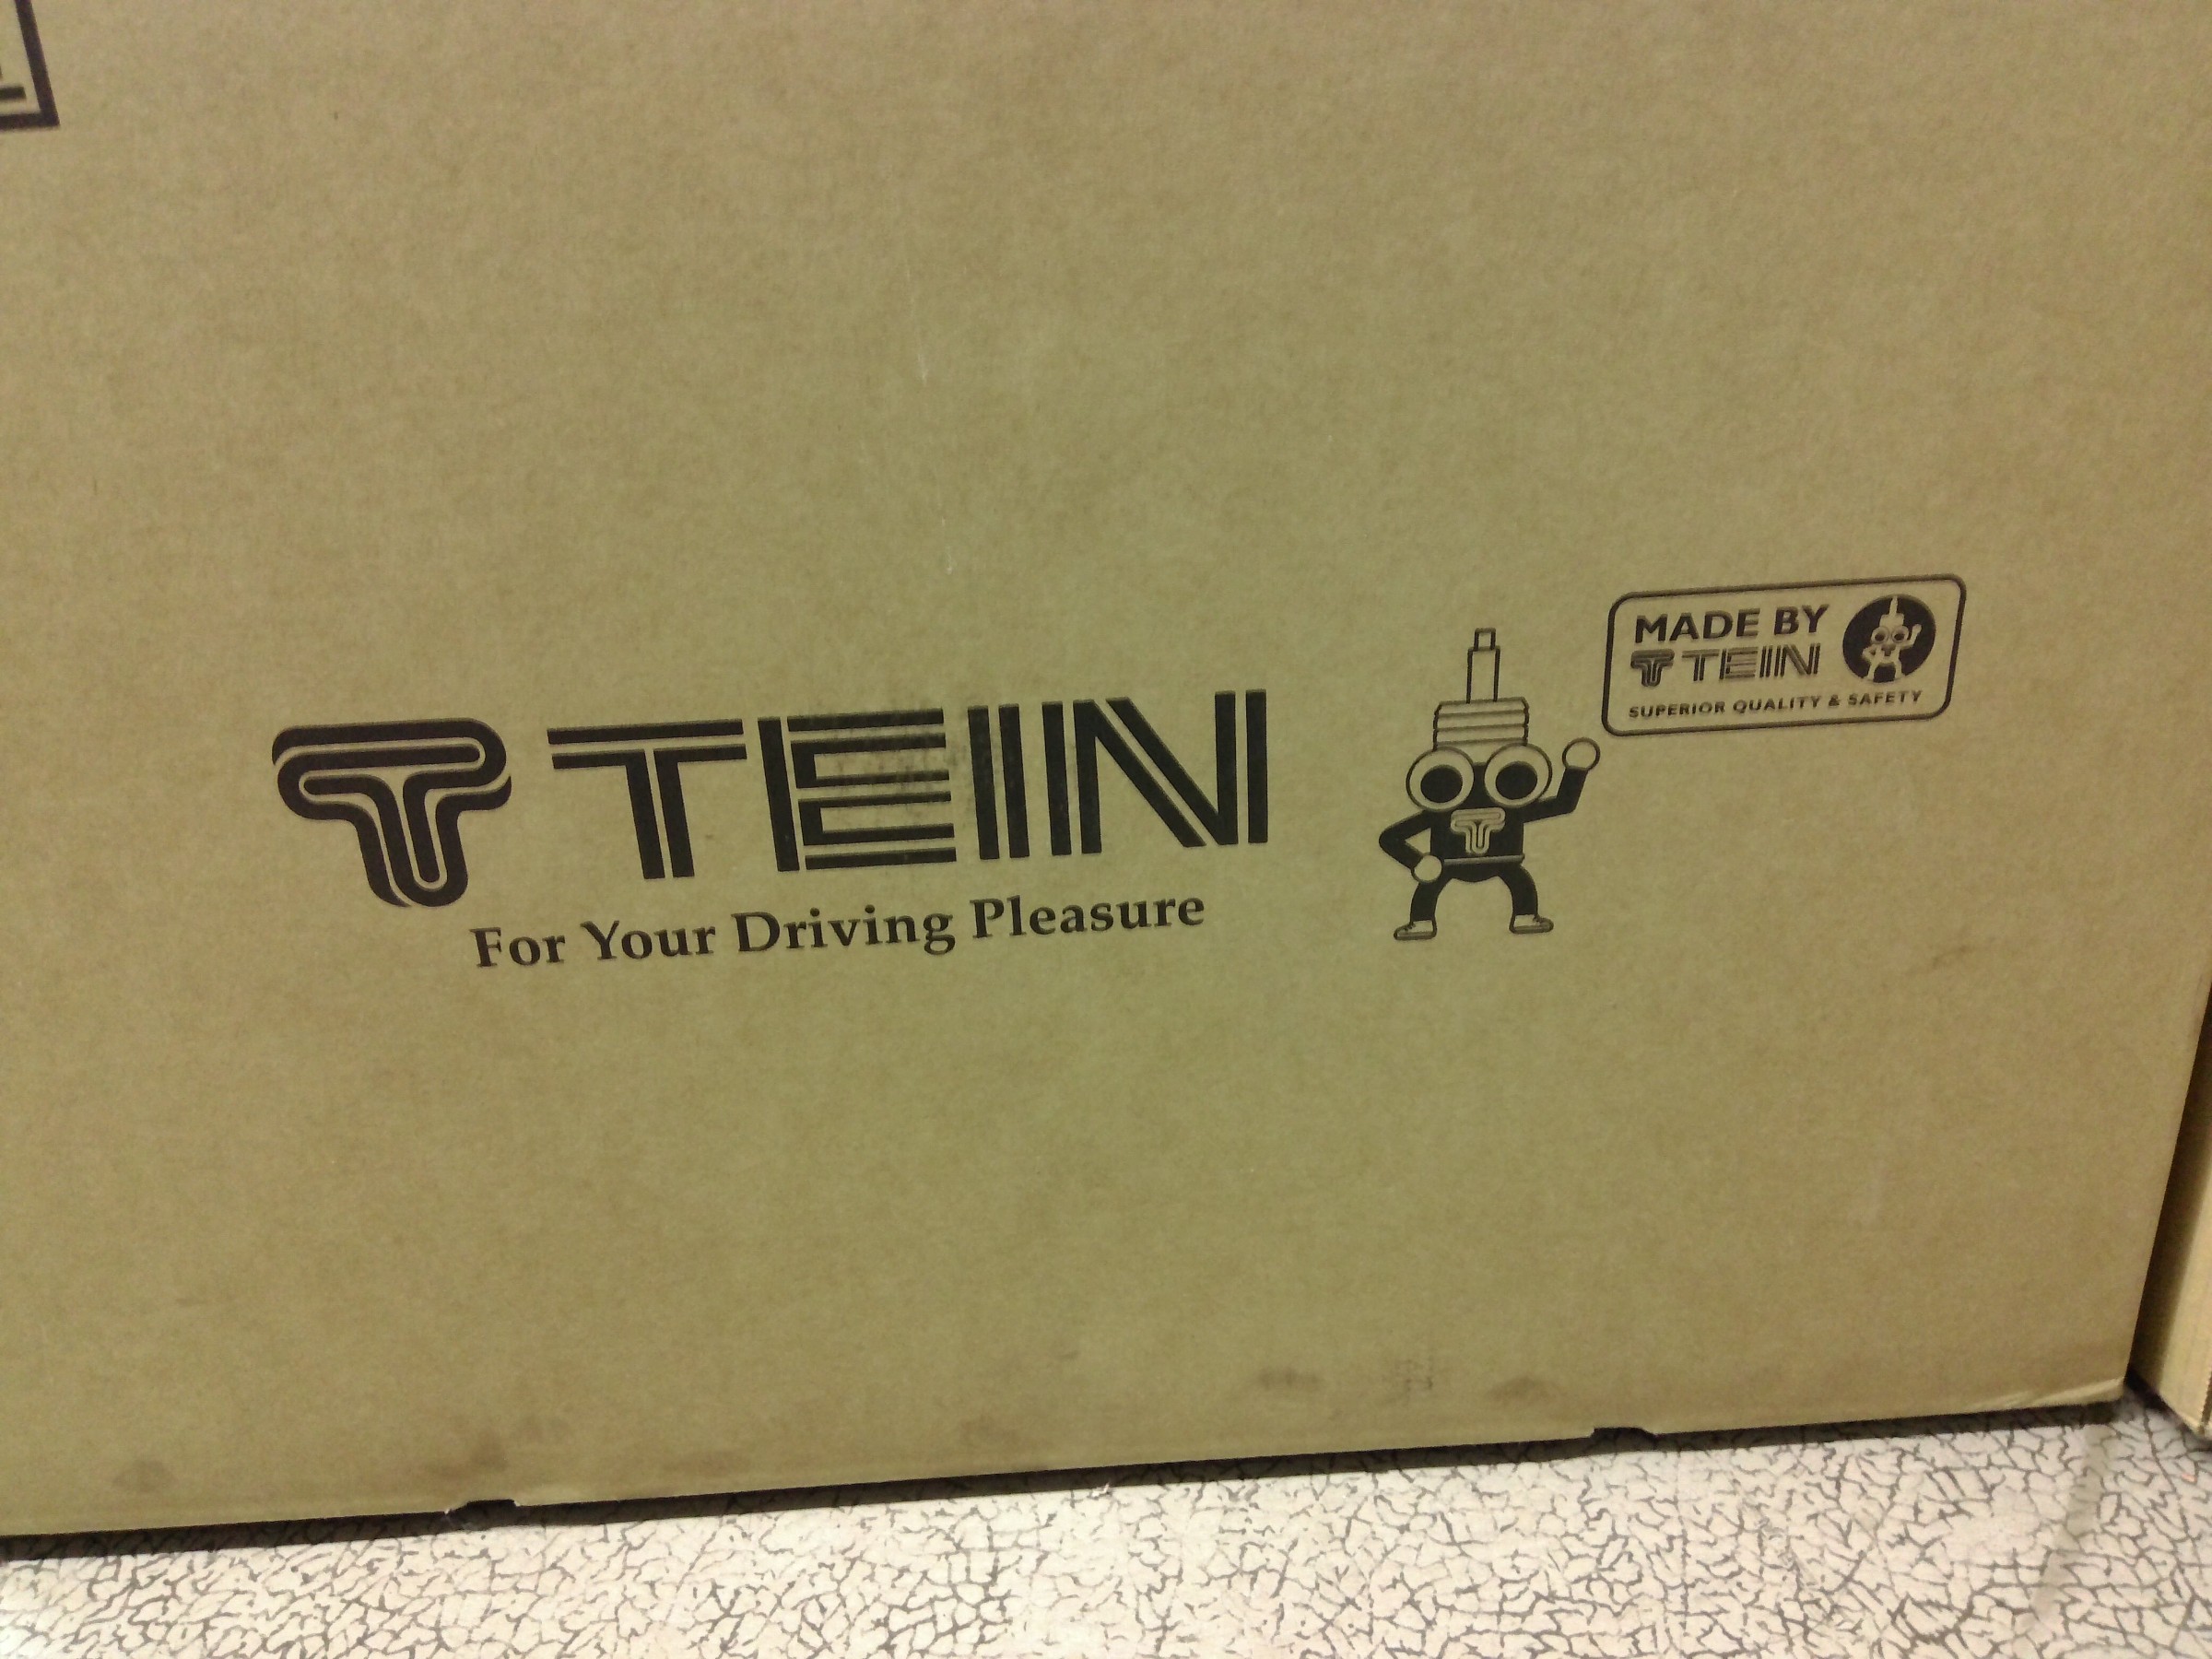 TEIN
For Your Driving Pleasure
MADE BY
TEIN
SUPERIOR QUALITY & SAFETY